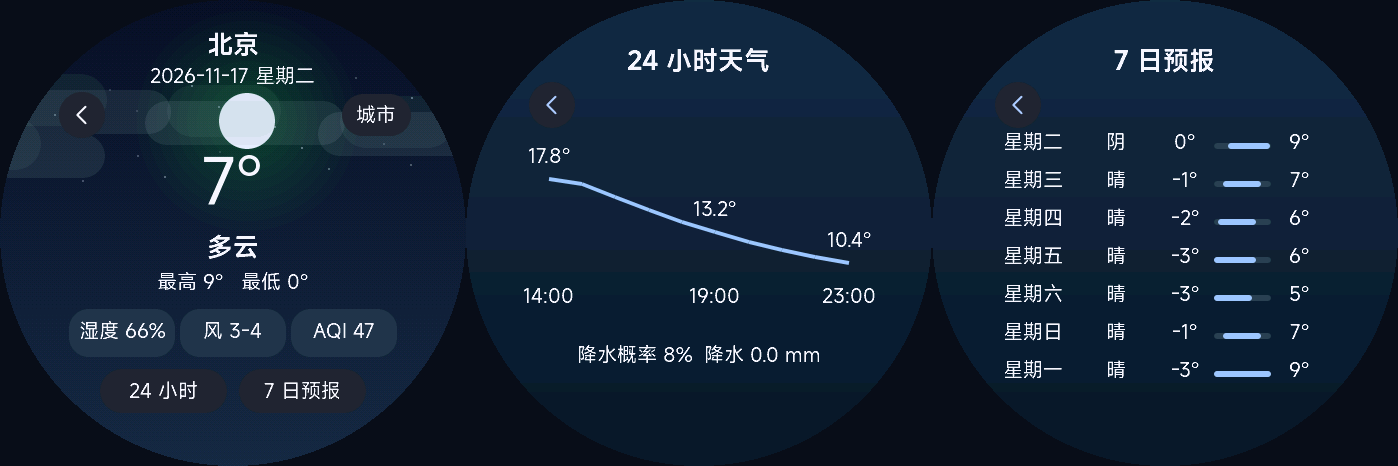 北京
2026-11-17 星期二
城市
7°
多云
最高 9° 最低 0°
湿度 66% 风 3-4 AQI 47
24 小时 7 日预报
24 小时天气
17.8°
13.2°
10.4°
14:00 19:00 23:00
降水概率 8% 降水 0.0 mm
7 日预报
星期二 阴 0° 9°
星期三 晴 -1° 7°
星期四 晴 -2° 6°
星期五 晴 -3° 6°
星期六 晴 -3° 5°
星期日 晴 -1° 7°
星期一 晴 -3° 9°